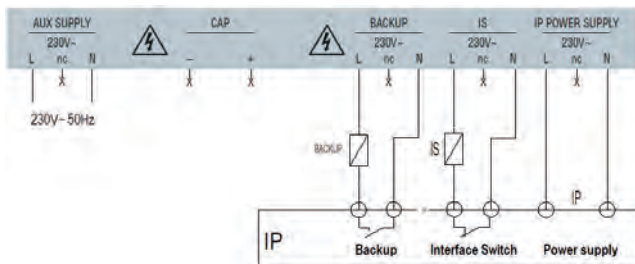 AUX SUPPLY CAP BACKUP IS IP POWER SUPPLY
230V~ 230V~ 230V~ 230V~
L nc N - + L nc N L nc N L nc N
x x x x x x
230V~ 50Hz
BACKUP IS
IP
IP Backup Interface Switch Power supply